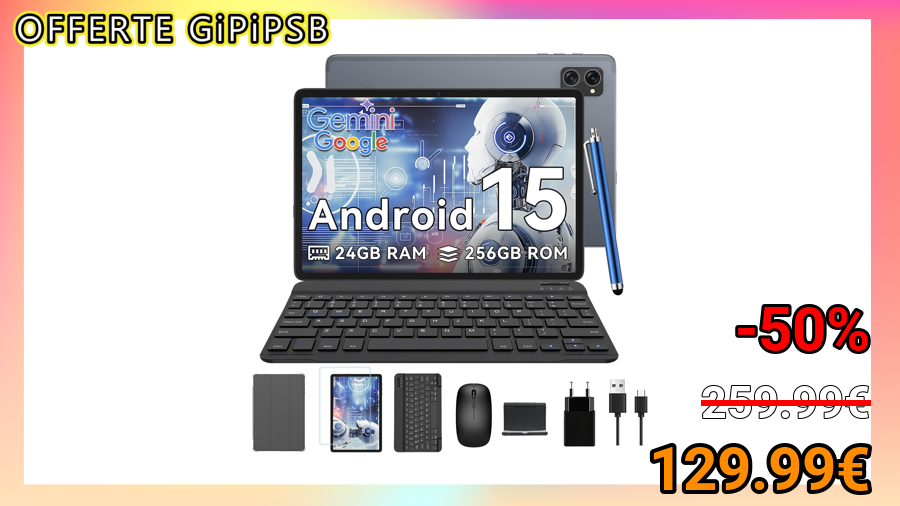 OFFERTE GiPiPSB
Gemini
Google
Android 15
24GB RAM 256GB ROM
-50%
259.99€
129.99€